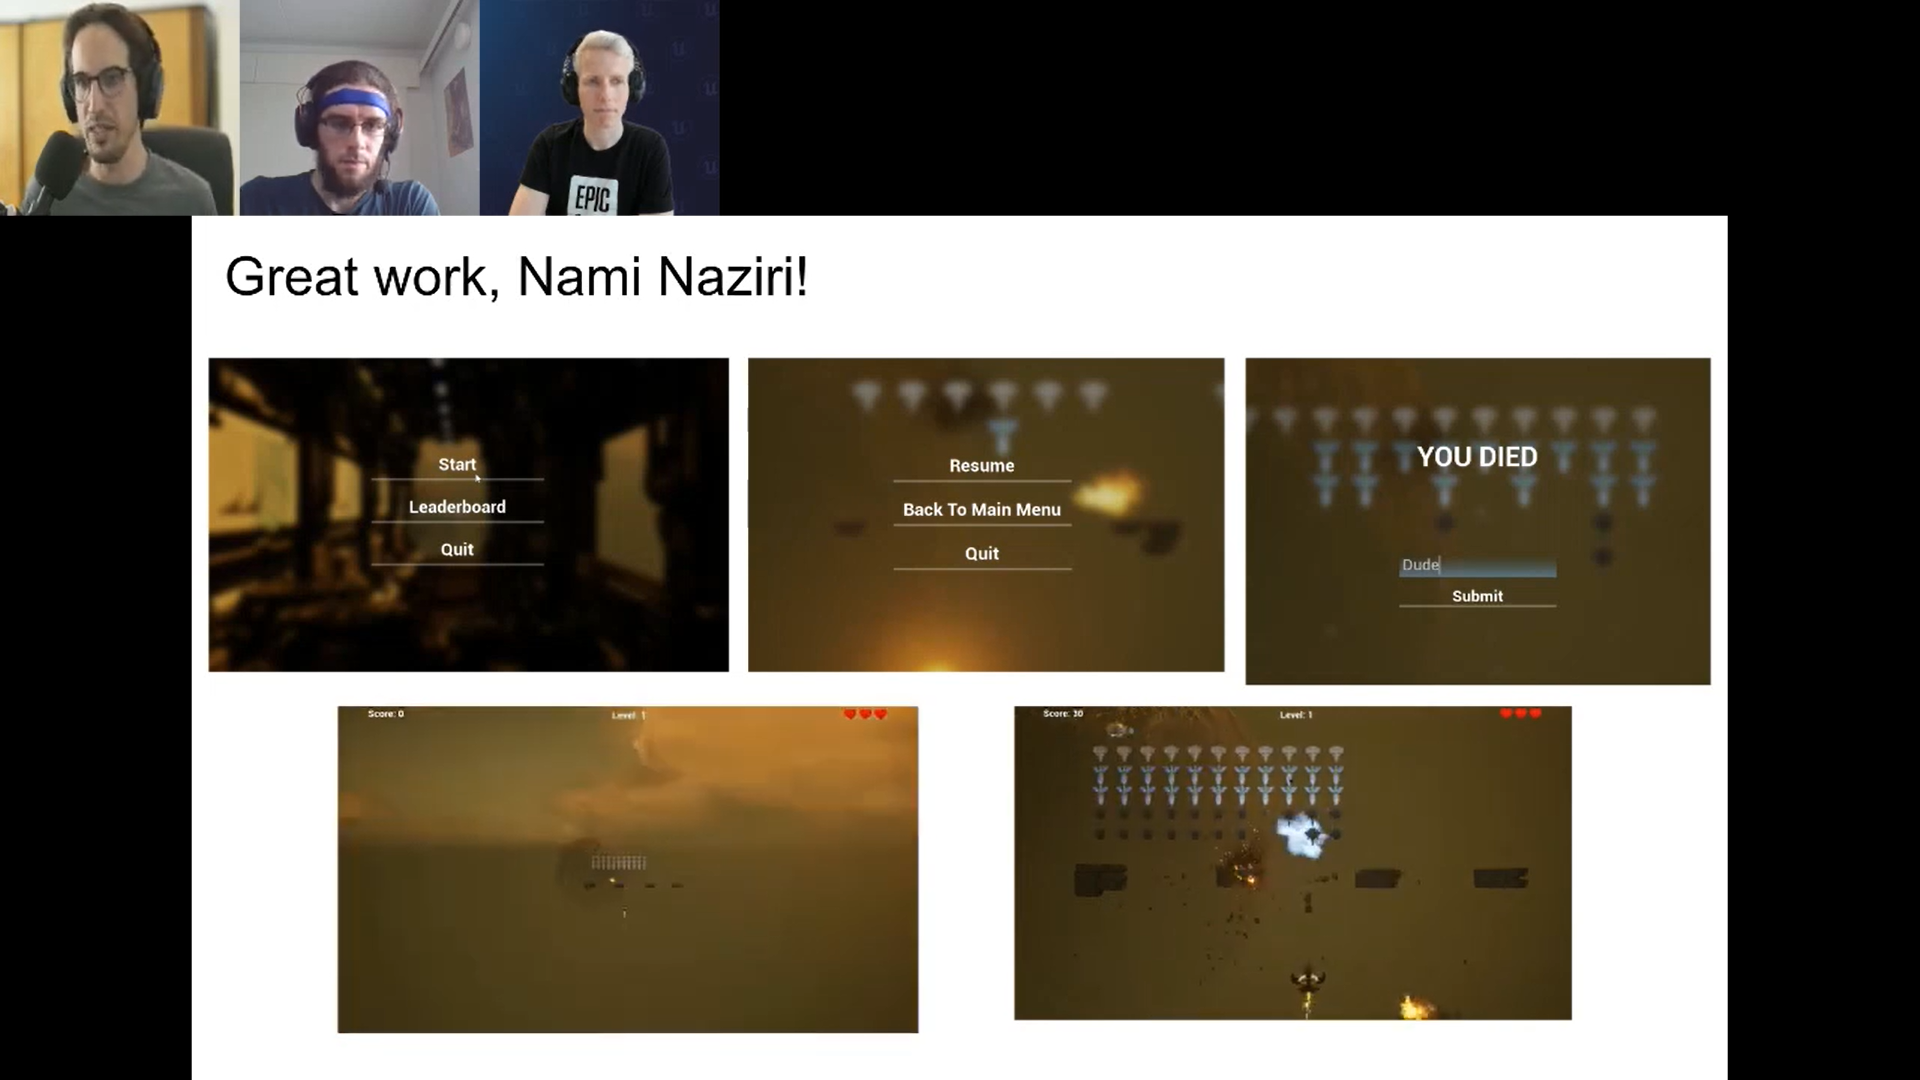 EPIC
Great work, Nami Naziri!
Start
Leaderboard
Quit
Resume
Back To Main Menu
Quit
YOU DIED
Dude
Submit
Score: 0
Level: 1
Score: 30
Level: 1